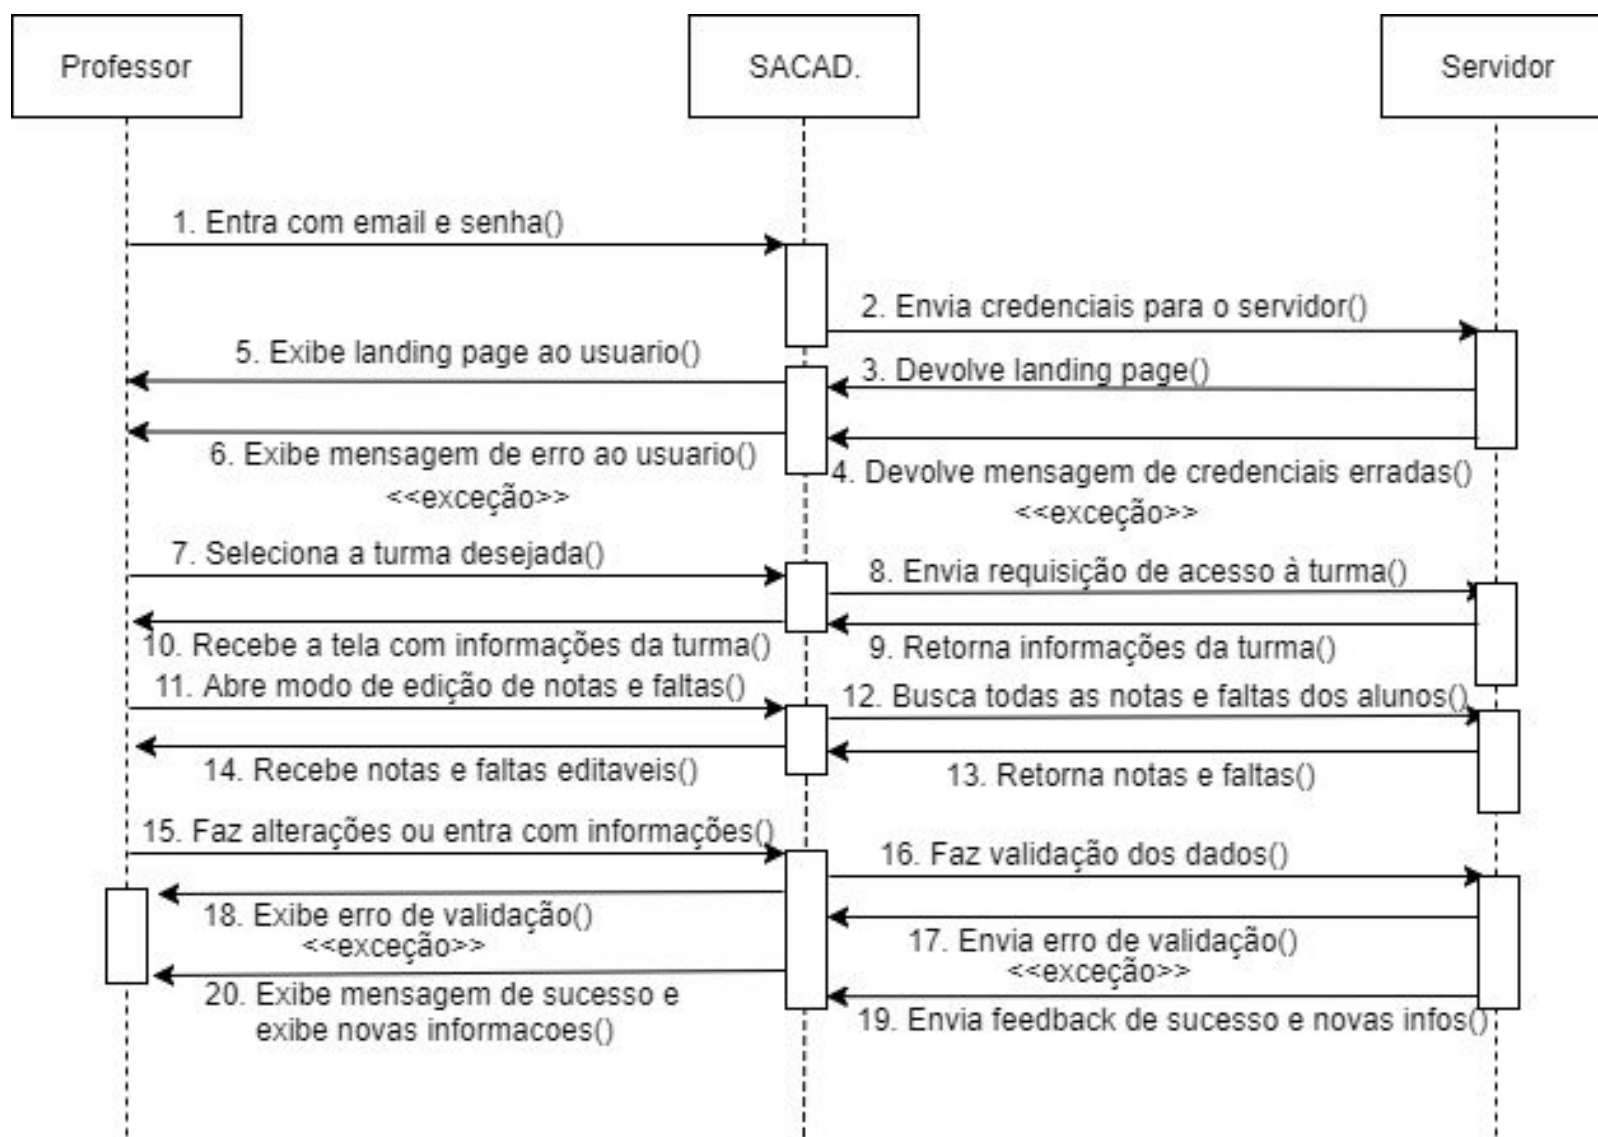 Professor
SACAD.
Servidor
1. Entra com email e senha()
2. Envia credenciais para o servidor()
5. Exibe landing page ao usuario()
3. Devolve landing page()
6. Exibe mensagem de erro ao usuario()
<<exceção>>
4. Devolve mensagem de credenciais erradas()
<<exceção>>
7. Seleciona a turma desejada()
8. Envia requisição de acesso à turma()
10. Recebe a tela com informações da turma()
9. Retorna informações da turma()
11. Abre modo de edição de notas e faltas()
12. Busca todas as notas e faltas dos alunos()
14. Recebe notas e faltas editaveis()
13. Retorna notas e faltas()
15. Faz alterações ou entra com informações()
16. Faz validação dos dados()
18. Exibe erro de validação()
<<exceção>>
17. Envia erro de validação()
<<exceção>>
20. Exibe mensagem de sucesso e
exibe novas informacoes()
19. Envia feedback de sucesso e novas infos()